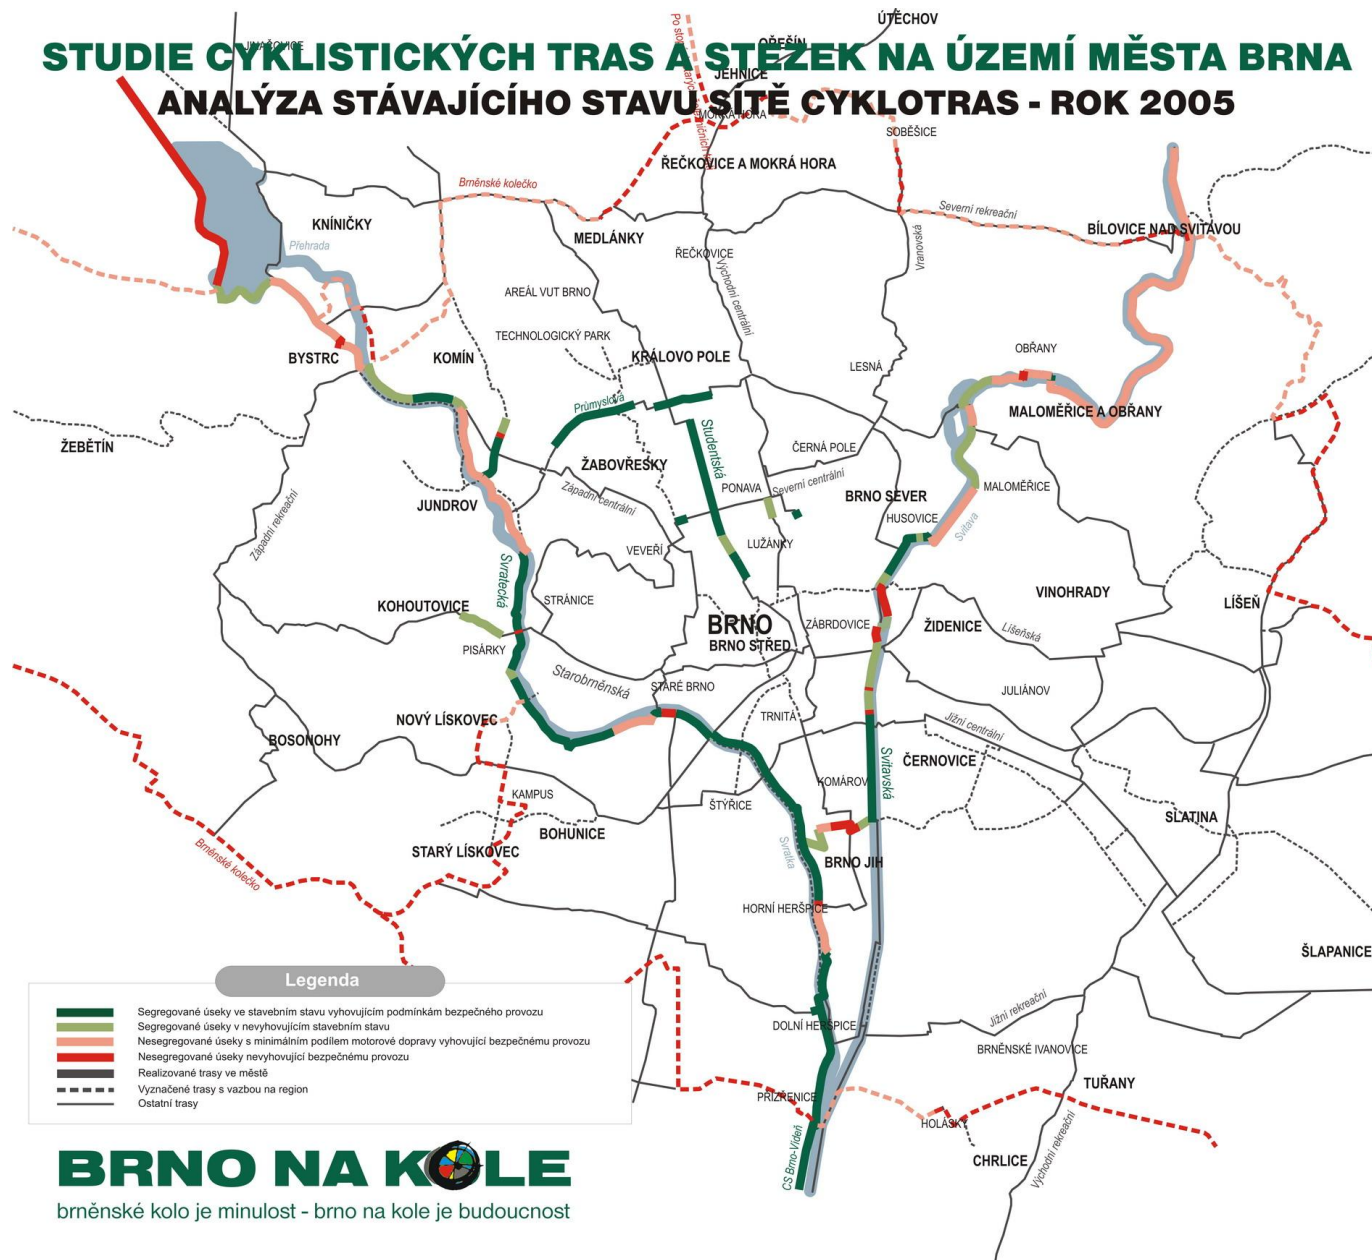 STUDIE CYKLISTICKÝCH TRAS A STEZEK NA ÚZEMÍ MĚSTA BRNA
ANALÝZA STÁVAJÍCÍHO STAVU SÍTĚ CYKLOTRAS - ROK 2005
ÚTĚCHOV
OŘEŠÍN
JEHNICE
MOKRÁ HORA
SOBĚŠICE
ŘEČKOVICE A MOKRÁ HORA
Brněnské kolečko
KNÍNIČKY
Přehrada
MEDLÁNKY
ŘEČKOVICE
Východní centrální
Vranovská
Severní rekreační
BÍLOVICE NAD SVITAVOU
AREÁL VUT BRNO
TECHNOLOGICKÝ PARK
BYSTRC
KOMÍN
KRÁLOVO POLE
LESNÁ
OBŘANY
Průmyslová
Studentská
MALOMĚŘICE A OBŘANY
ŽEBĚTÍN
ŽABOVŘESKY
ČERNÁ POLE
Západní centrální
PONAVA
Severní centrální
BRNO SEVER
MALOMĚŘICE
JUNDROV
HUSOVICE
Svitava
Západní rekreační
VEVEŘÍ
LUŽÁNKY
Svratecká
STRÁNICE
KOHOUTOVICE
VINOHRADY
LÍŠEŇ
BRNO
BRNO STŘED
ZÁBRDOVICE
ŽIDENICE
Líšeňská
PISÁRKY
Starobrněnská
STARÉ BRNO
JULIÁNOV
NOVÝ LÍSKOVEC
TRNITÁ
Jižní centrální
BOSONOHY
Svitavská
ČERNOVICE
KOMÁROV
KAMPUS
ŠTÝŘICE
SLATINA
BOHUNICE
STARÝ LÍSKOVEC
Svratka
BRNO JIH
Brněnské kolečko
HORNÍ HERŠPICE
ŠLAPANICE
Legenda
Segregované úseky ve stavebním stavu vyhovujícím podmínkám bezpečného provozu
Segregované úseky v nevyhovujícím stavebním stavu
Nesegregované úseky s minimálním podílem motorové dopravy vyhovující bezpečnému provozu
Nesegregované úseky nevyhovující bezpečnému provozu
Realizované trasy ve městě
Vyznačené trasy s vazbou na region
Ostatní trasy
DOLNÍ HERŠPICE
Jižní rekreační
BRNĚNSKÉ IVANOVICE
TUŘANY
PŘÍZŘENICE
HOLÁSKY
CHRLICE
Východní rekreační
CS Brno-Vídeň
BRNO NA KOLE
brněnské kolo je minulost - brno na kole je budoucnost